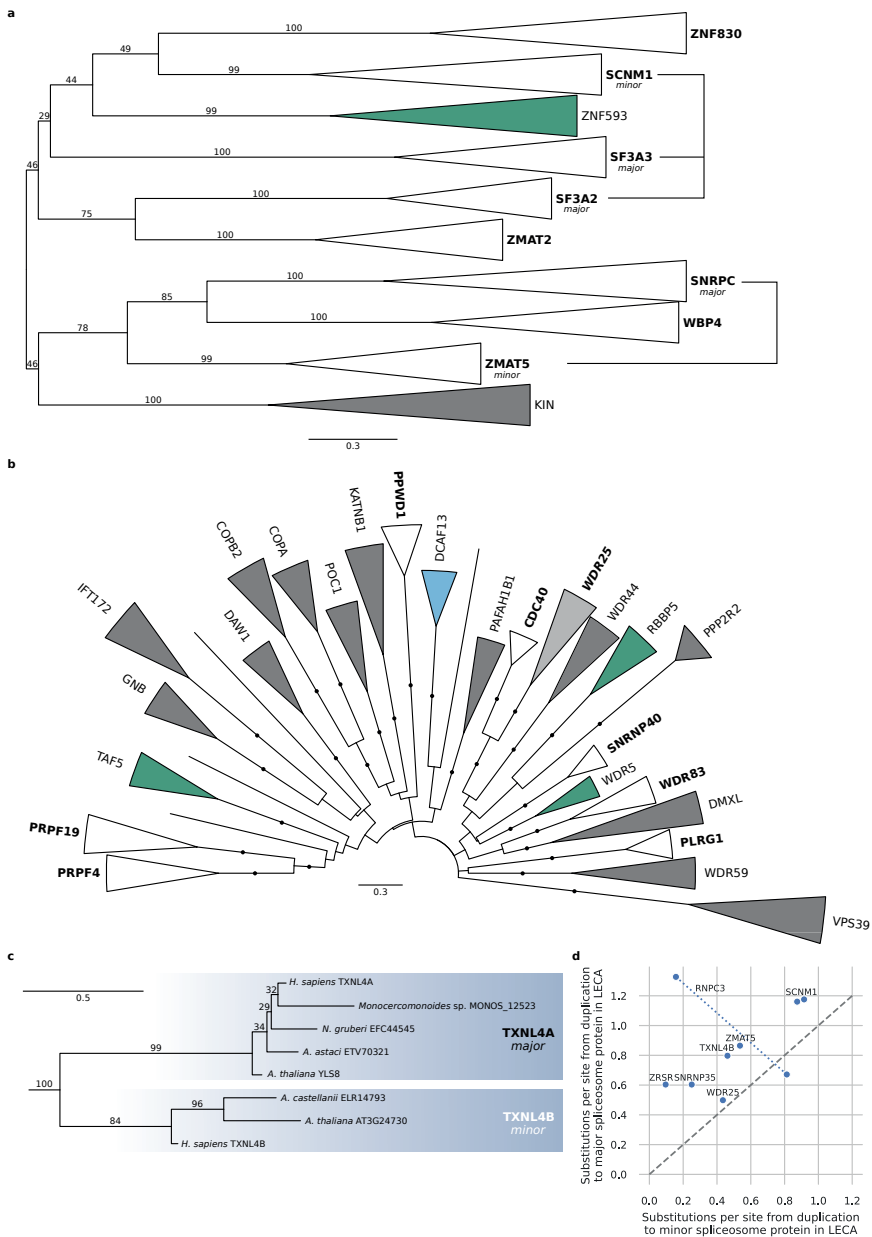 a
100
ZNF830
49
99
SCNM1
minor
44
99
ZNF593
29
100
SF3A3
major
46
100
SF3A2
major
75
100
ZMAT2
100
SNRPC
major
85
100
WBP4
78
99
ZMAT5
minor
46
100
KIN
0.3
b
PRPF4
PRPF19
TAF5
GNB
IFT172
DAW1
COPB2
COPA
POC1
KATNB1
PPWD1
DCAF13
PAFAH1B1
CDC40
WDR25
WDR44
RBBP5
PPP2R2
SNRNP40
WDR5
WDR83
DMXL
PLRG1
WDR59
VPS39
0.3
c
0.5
H. sapiens TXNL4A
32
Monocercomonoides sp. MONOS_12523
29
N. gruberi EFC44545
34
A. astaci ETV70321
99
A. thaliana YLS8
TXNL4A
major
100
A. castellanii ELR14793
96
A. thaliana AT3G24730
84
H. sapiens TXNL4B
TXNL4B
minor
d
Substitutions per site from duplication
to major spliceosome protein in LECA
1.2
1.0
0.8
0.6
0.4
0.2
0.0
RNPC3
SCNM1
ZMAT5
TXNL4B
ZRSR
SNRNP35
WDR25
0.0 0.2 0.4 0.6 0.8 1.0 1.2
Substitutions per site from duplication
to minor spliceosome protein in LECA